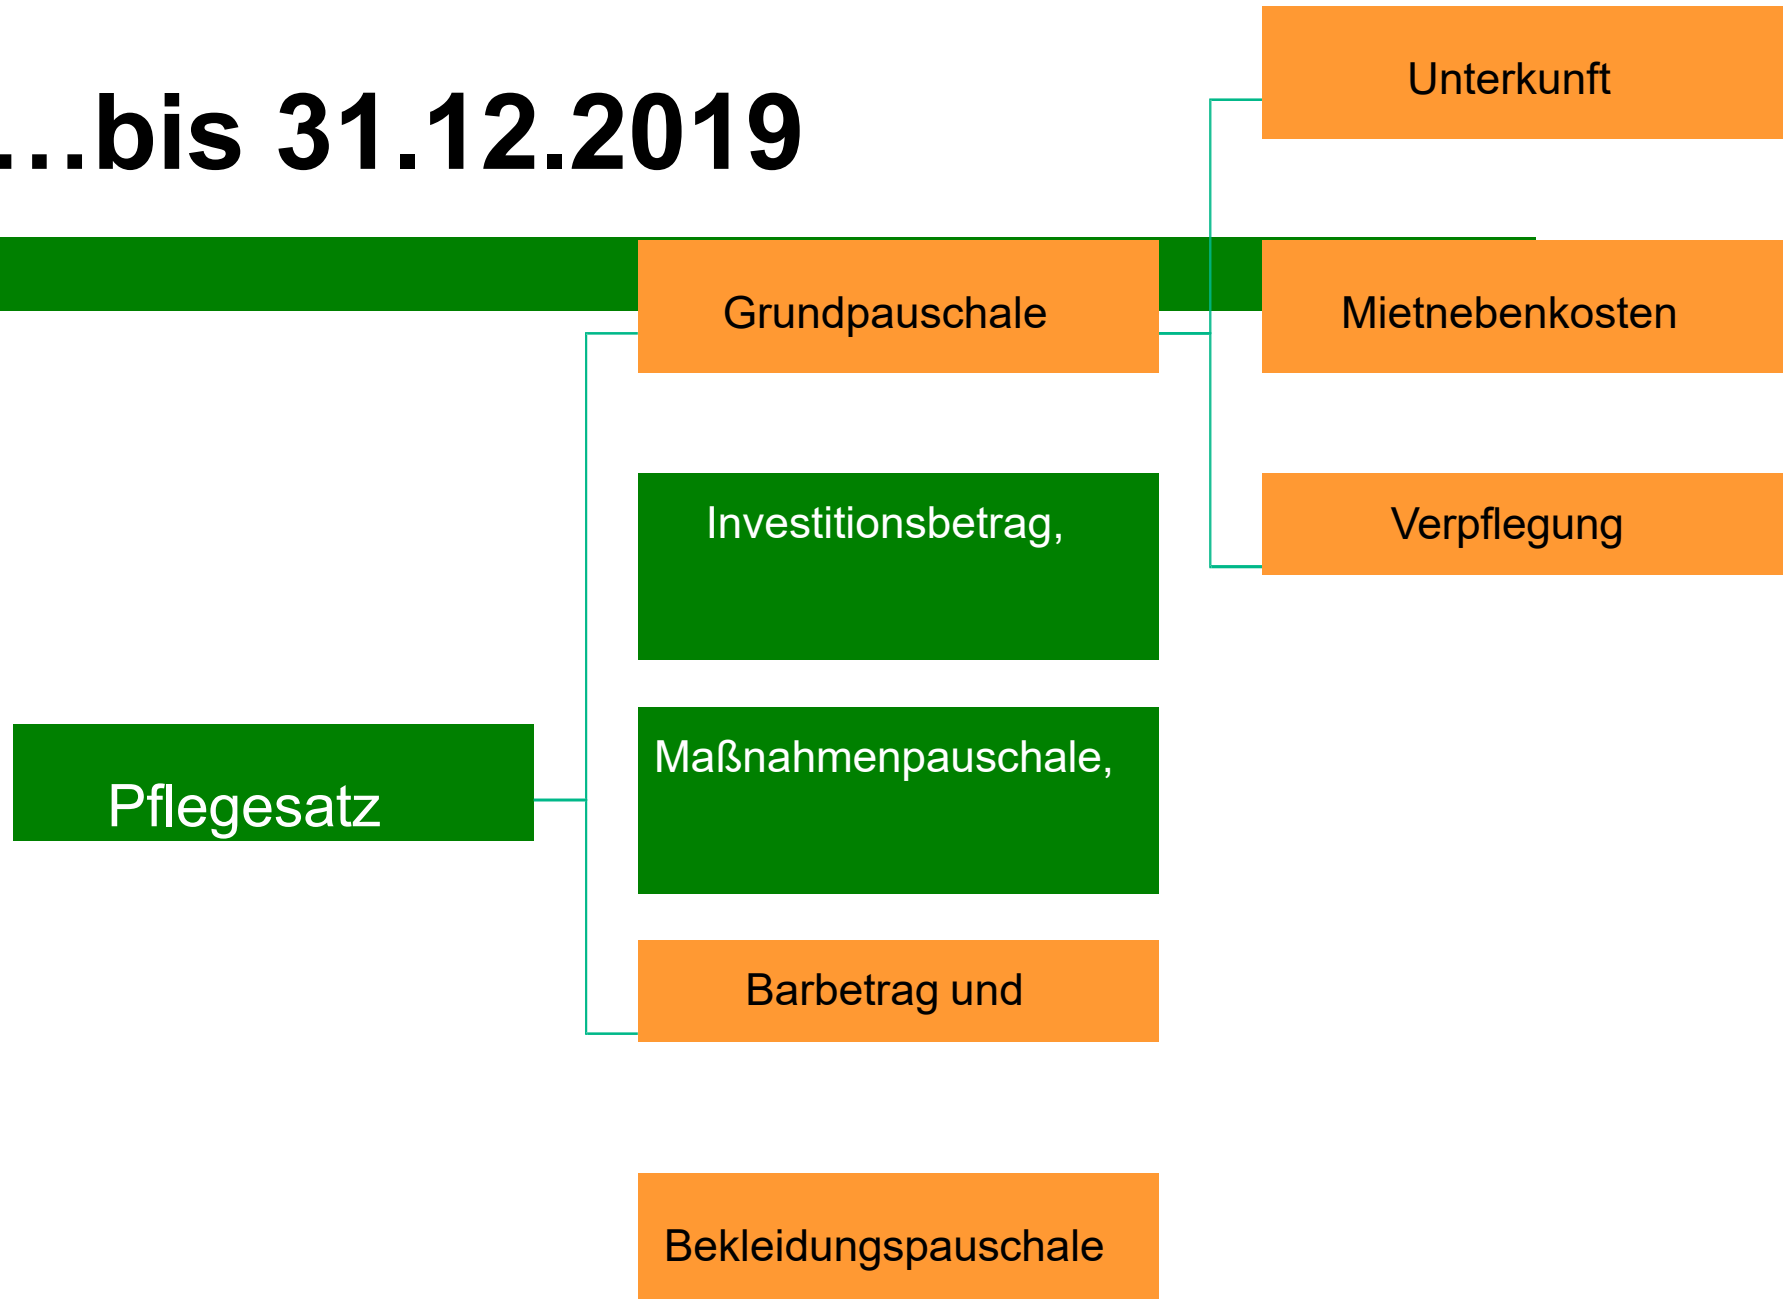 …bis 31.12.2019
Pflegesatz
Grundpauschale
Investitionsbetrag,
Maßnahmenpauschale,
Barbetrag und
Bekleidungspauschale
Unterkunft
Mietnebenkosten
Verpflegung